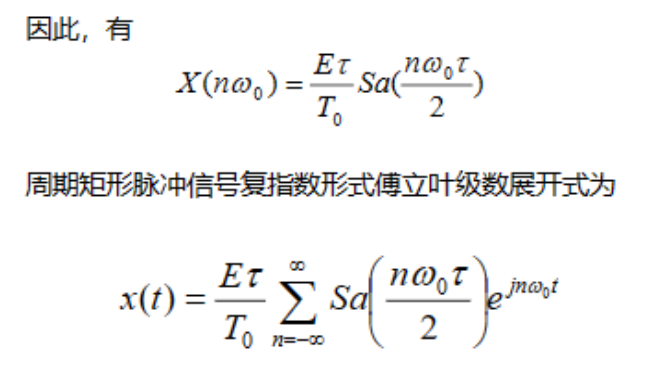 因此，有
X(nω₀) = Eτ/T₀ Sa(nω₀τ/2)
周期矩形脉冲信号复指数形式傅立叶级数展开式为
x(t) = Eτ/T₀ ∑_{n=-∞}^{∞} Sa(nω₀τ/2) e^{jnω₀t}